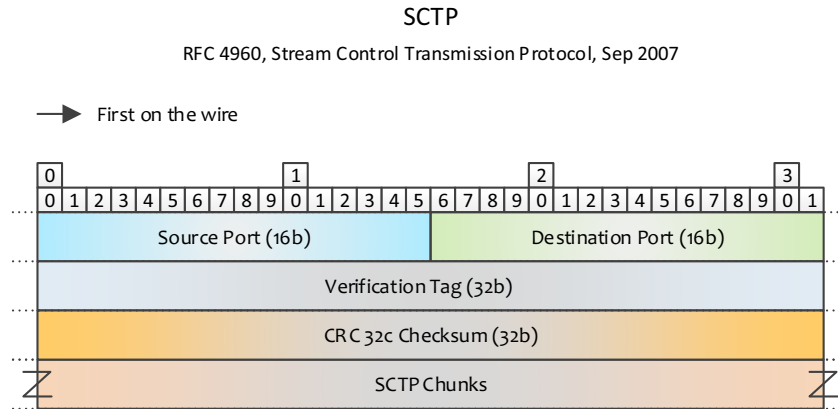 SCTP
RFC 4960, Stream Control Transmission Protocol, Sep 2007
First on the wire
0 1 2 3
0 1 2 3 4 5 6 7 8 9 0 1 2 3 4 5 6 7 8 9 0 1 2 3 4 5 6 7 8 9 0 1
Source Port (16b) Destination Port (16b)
Verification Tag (32b)
CRC 32c Checksum (32b)
SCTP Chunks